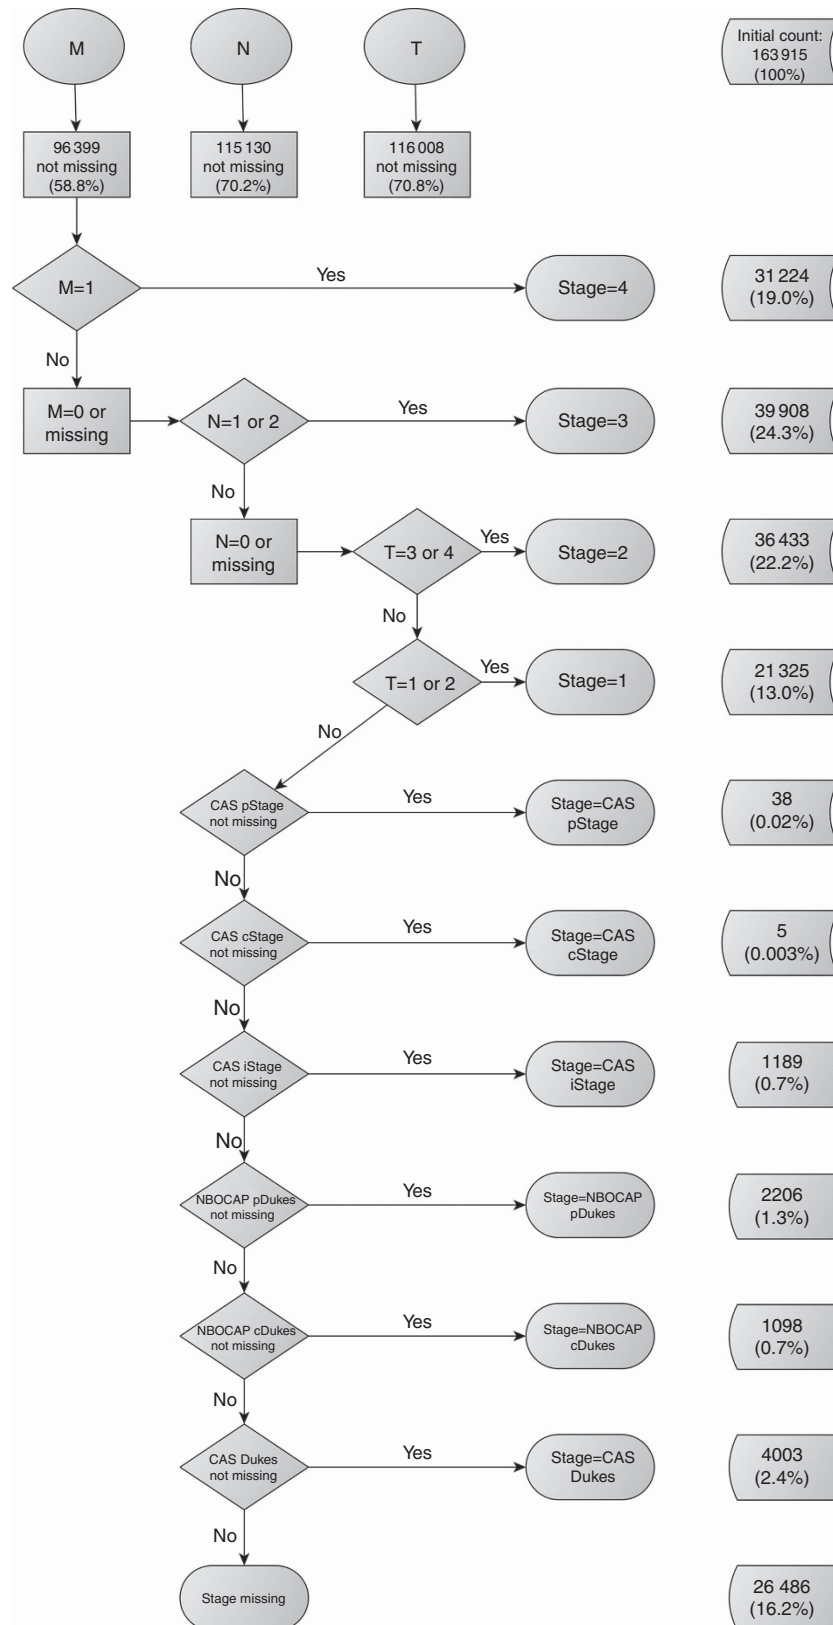 M
N
T
Initial count:
163 915
(100%)
96 399
not missing
(58.8%)
115 130
not missing
(70.2%)
116 008
not missing
(70.8%)
M=1
Yes
Stage=4
31 224
(19.0%)
No
M=0 or
missing
N=1 or 2
Yes
Stage=3
39 908
(24.3%)
No
N=0 or
missing
T=3 or 4
Yes
Stage=2
36 433
(22.2%)
No
T=1 or 2
Yes
Stage=1
21 325
(13.0%)
No
CAS pStage
not missing
Yes
Stage=CAS
pStage
38
(0.02%)
No
CAS cStage
not missing
Yes
Stage=CAS
cStage
5
(0.003%)
No
CAS iStage
not missing
Yes
Stage=CAS
iStage
1189
(0.7%)
No
NBOCAP pDukes
not missing
Yes
Stage=NBOCAP
pDukes
2206
(1.3%)
No
NBOCAP cDukes
not missing
Yes
Stage=NBOCAP
cDukes
1098
(0.7%)
No
CAS Dukes
not missing
Yes
Stage=CAS
Dukes
4003
(2.4%)
No
Stage missing
26 486
(16.2%)